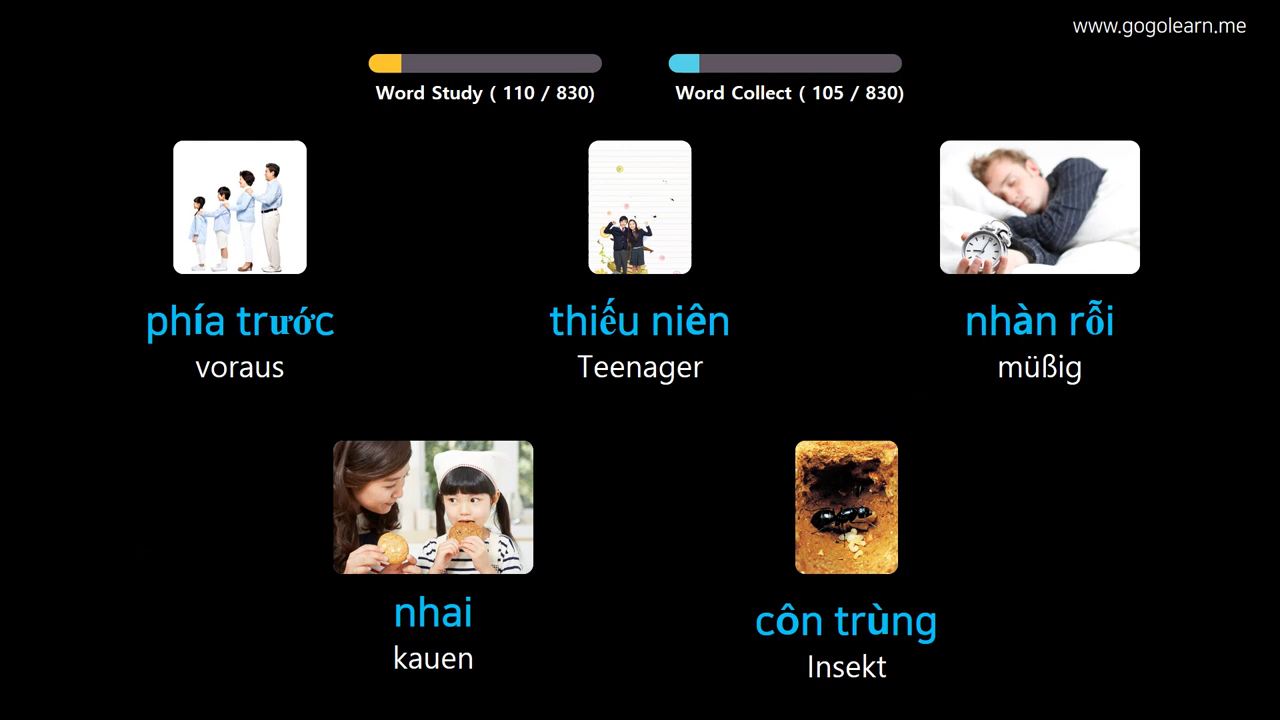 www.gogolearn.me
Word Study ( 110 / 830)
Word Collect ( 105 / 830)
phía trước
voraus
thiếu niên
Teenager
nhàn rỗi
müßig
nhai
kauen
côn trùng
Insekt